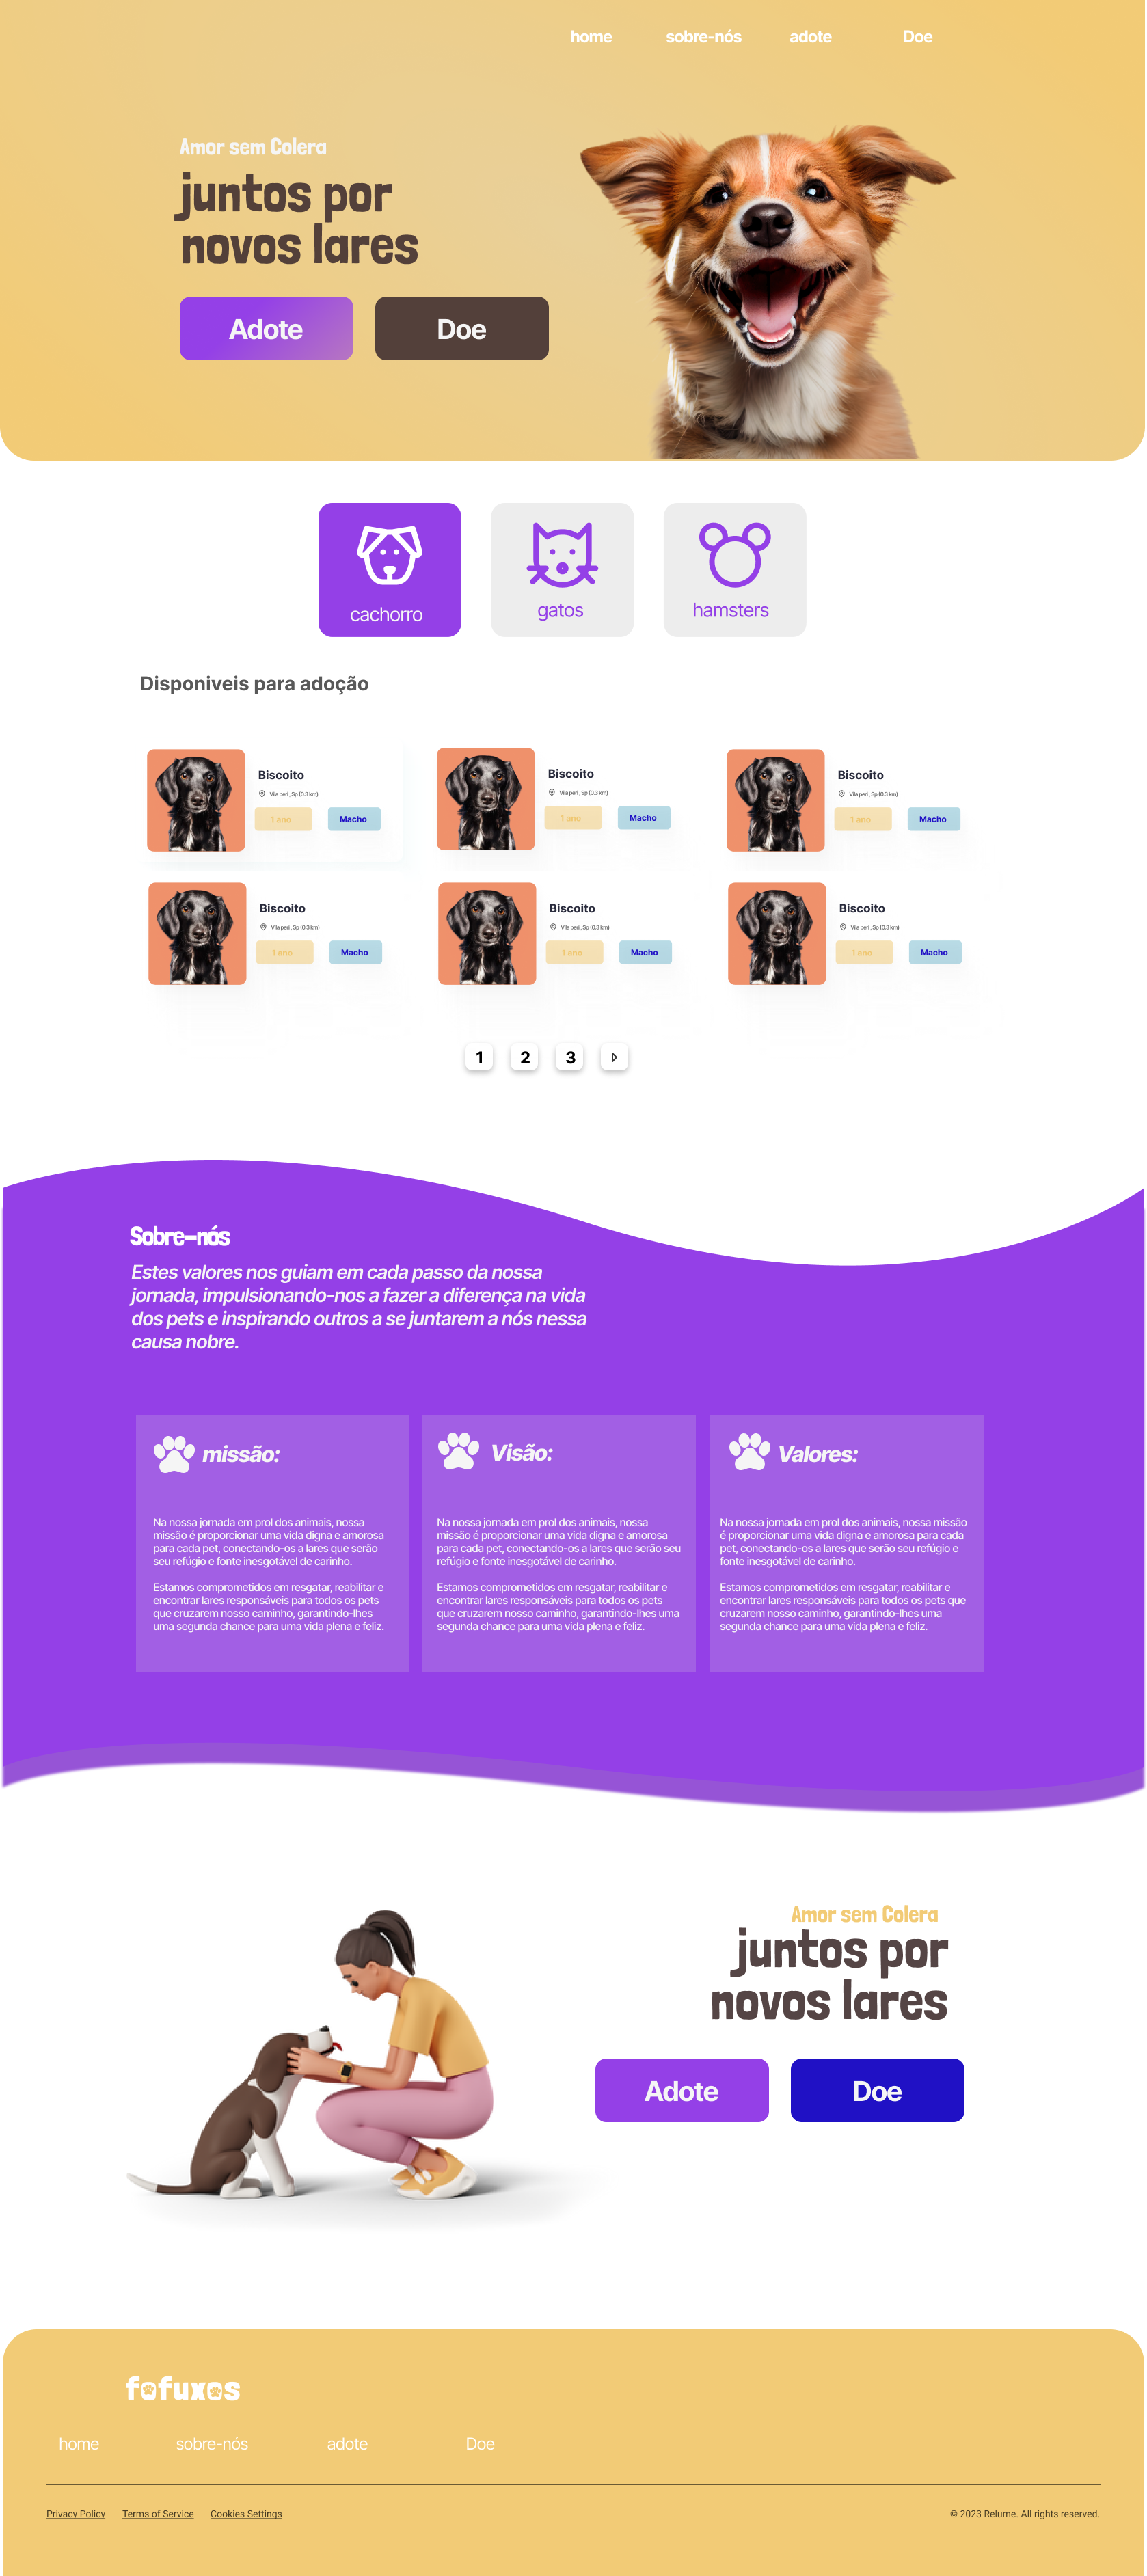 home sobre-nós adote Doe
Amor sem Colera
juntos por
novos lares
Adote Doe
cachorro gatos hamsters
Disponiveis para adoção
Biscoito
Vila peri , Sp (0.3 km)
1 ano Macho
Biscoito
Vila peri , Sp (0.3 km)
1 ano Macho
Biscoito
Vila peri , Sp (0.3 km)
1 ano Macho
Biscoito
Vila peri , Sp (0.3 km)
1 ano Macho
Biscoito
Vila peri , Sp (0.3 km)
1 ano Macho
Biscoito
Vila peri , Sp (0.3 km)
1 ano Macho
1 2 3
Sobre-nós
Estes valores nos guiam em cada passo da nossa
jornada, impulsionando-nos a fazer a diferença na vida
dos pets e inspirando outros a se juntarem a nós nessa
causa nobre.
missão:
Na nossa jornada em prol dos animais, nossa
missão é proporcionar uma vida digna e amorosa
para cada pet, conectando-os a lares que serão
seu refúgio e fonte inesgotável de carinho.
Estamos comprometidos em resgatar, reabilitar e
encontrar lares responsáveis para todos os pets
que cruzarem nosso caminho, garantindo-lhes
uma segunda chance para uma vida plena e feliz.
Visão:
Na nossa jornada em prol dos animais, nossa
missão é proporcionar uma vida digna e amorosa
para cada pet, conectando-os a lares que serão seu
refúgio e fonte inesgotável de carinho.
Estamos comprometidos em resgatar, reabilitar e
encontrar lares responsáveis para todos os pets
que cruzarem nosso caminho, garantindo-lhes uma
segunda chance para uma vida plena e feliz.
Valores:
Na nossa jornada em prol dos animais, nossa missão
é proporcionar uma vida digna e amorosa para cada
pet, conectando-os a lares que serão seu refúgio e
fonte inesgotável de carinho.
Estamos comprometidos em resgatar, reabilitar e
encontrar lares responsáveis para todos os pets que
cruzarem nosso caminho, garantindo-lhes uma
segunda chance para uma vida plena e feliz.
Amor sem Colera
juntos por
novos lares
Adote Doe
fofuxos
home sobre-nós adote Doe
Privacy Policy Terms of Service Cookies Settings © 2023 Relume. All rights reserved.